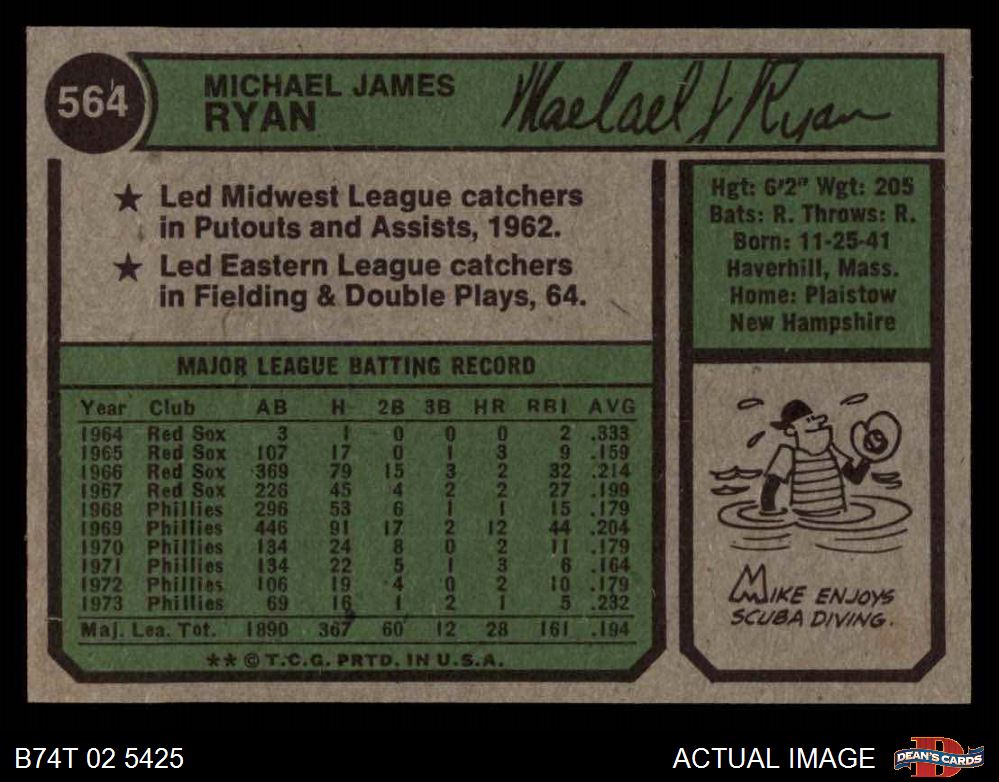 564
MICHAEL JAMES
RYAN
Michael J Ryan
★ Led Midwest League catchers
in Putouts and Assists, 1962.
★ Led Eastern League catchers
in Fielding & Double Plays, 64.
Hgt: 6'2" Wgt: 205
Bats: R. Throws: R.
Born: 11-25-41
Haverhill, Mass.
Home: Plaistow
New Hampshire
MAJOR LEAGUE BATTING RECORD
Year Club AB H 2B 3B HR RBI AVG
1964 Red Sox 3 1 0 0 0 2 .333
1965 Red Sox 107 17 0 1 3 9 .159
1966 Red Sox 369 79 15 3 2 32 .214
1967 Red Sox 226 45 4 2 2 27 .199
1968 Phillies 296 53 6 1 1 15 .179
1969 Phillies 446 91 17 2 12 44 .204
1970 Phillies 134 24 8 0 2 11 .179
1971 Phillies 134 22 5 1 3 6 .164
1972 Phillies 106 19 4 0 2 10 .179
1973 Phillies 69 16 1 2 1 5 .232
Maj. Lea. Tot. 1890 367 60 12 28 161 .194
** © T.C.G. PRTD. IN U.S.A.
MIKE ENJOYS
SCUBA DIVING.
B74T 02 5425
ACTUAL IMAGE
DEAN'S CARDS